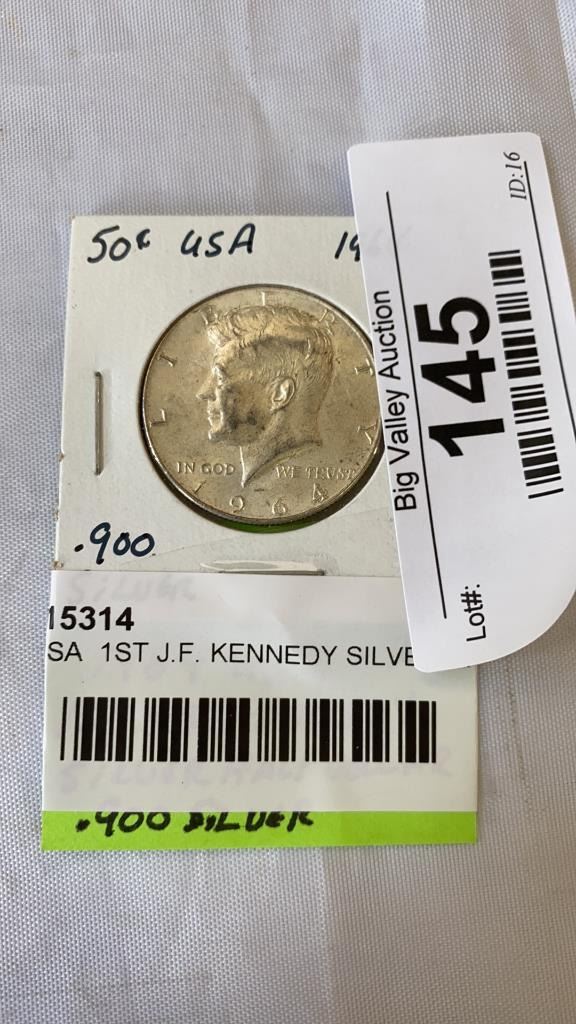 50¢ USA
LIBERTY
IN GOD WE TRUST
1964
.900
SILVER
15314
SA 1ST J.F. KENNEDY SILVE
.900 SILVER
Big Valley Auction
Lot#: 145
ID:16